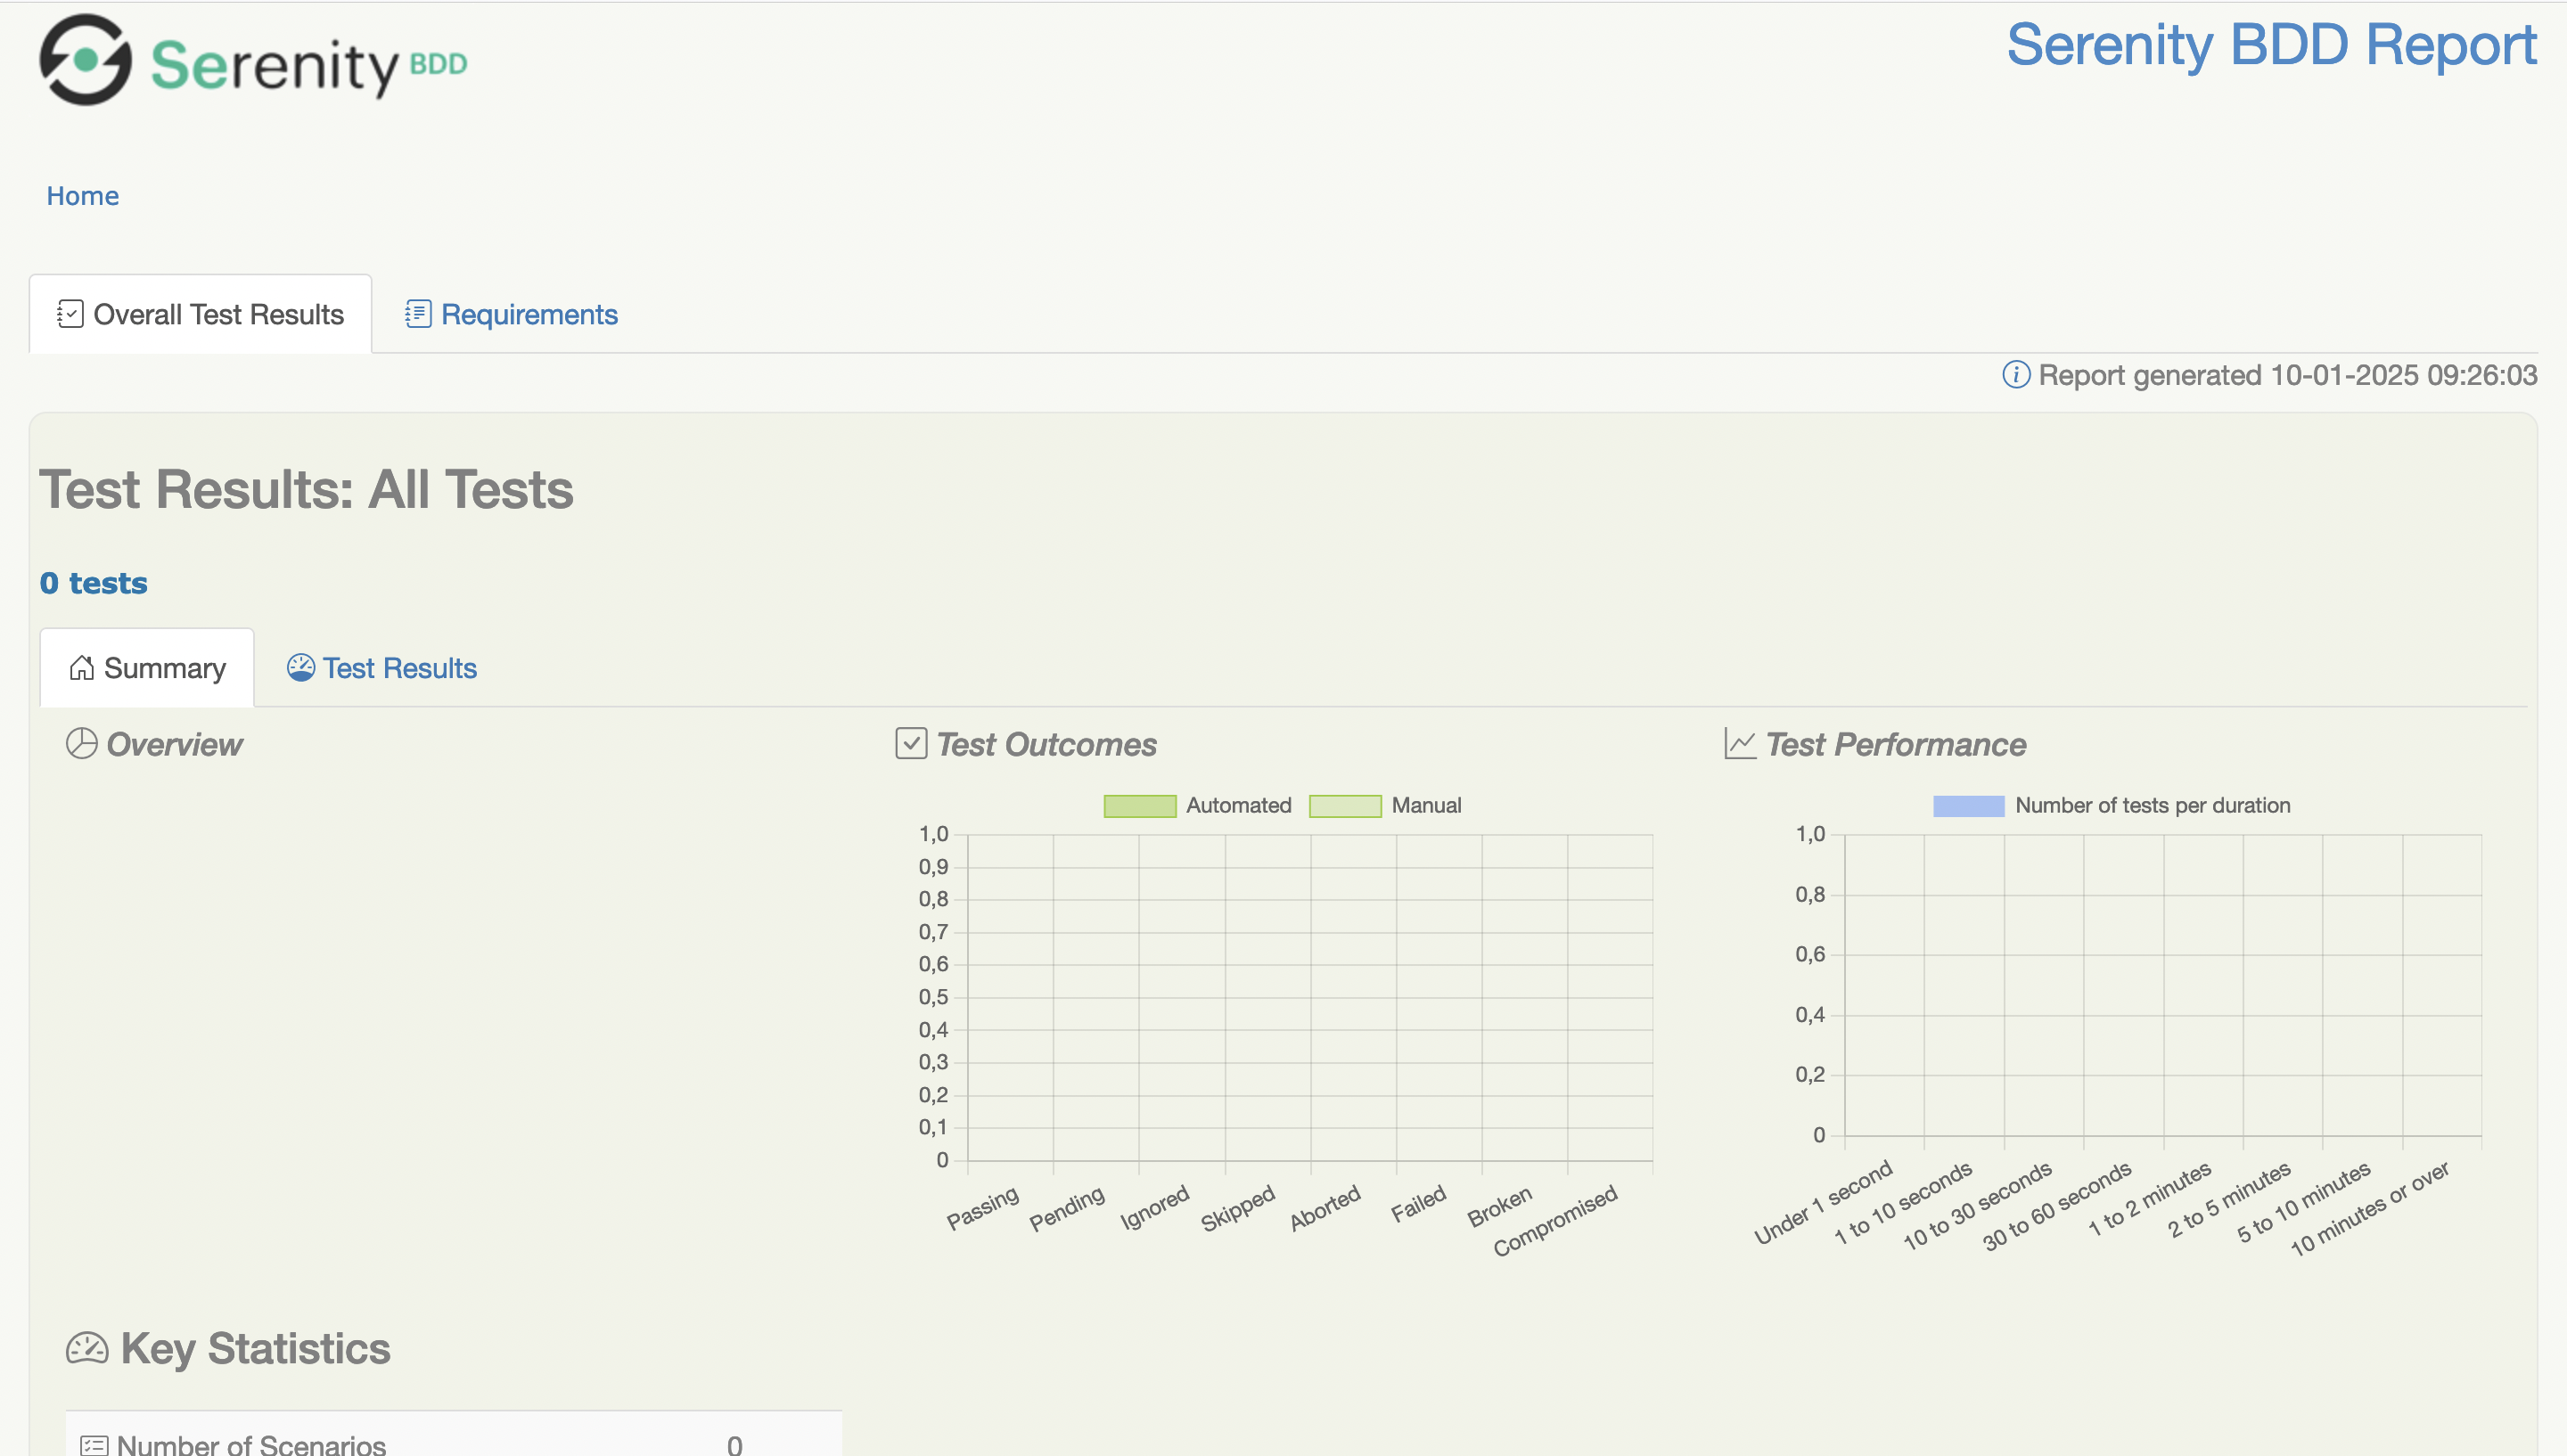 Serenity BDD
Serenity BDD Report
Home
Overall Test Results
Requirements
Report generated 10-01-2025 09:26:03
Test Results: All Tests
0 tests
Summary
Test Results
Overview
Test Outcomes
Automated
Manual
1,0
0,9
0,8
0,7
0,6
0,5
0,4
0,3
0,2
0,1
0
Passing
Pending
Ignored
Skipped
Aborted
Failed
Broken
Compromised
Test Performance
Number of tests per duration
1,0
0,8
0,6
0,4
0,2
0
Under 1 second
1 to 10 seconds
10 to 30 seconds
30 to 60 seconds
1 to 2 minutes
2 to 5 minutes
5 to 10 minutes
10 minutes or over
Key Statistics
Number of Scenarios 0